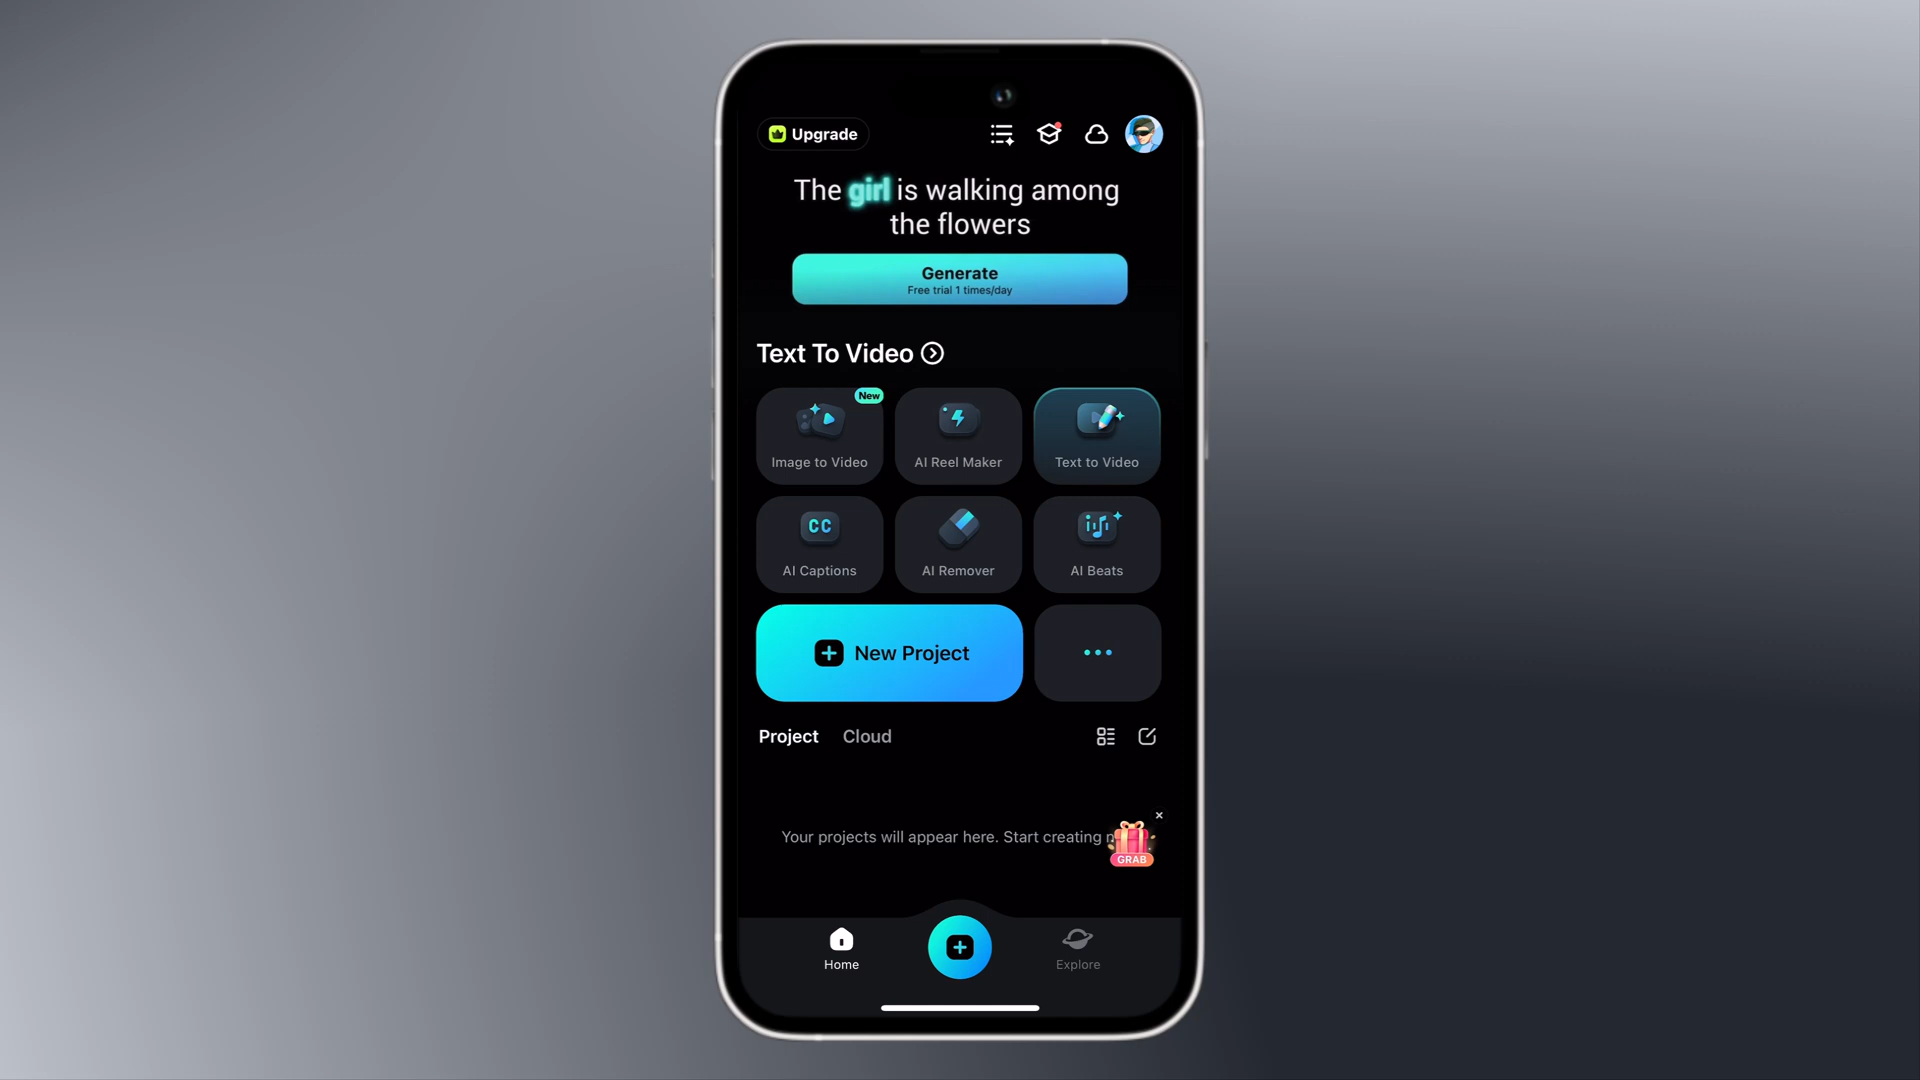 Upgrade
The girl is walking among
the flowers
Generate
Free trial 1 times/day
Text To Video
New
Image to Video
AI Reel Maker
Text to Video
CC
AI Captions
AI Remover
AI Beats
New Project
Project
Cloud
Your projects will appear here. Start creating
GRAB
Home
Explore